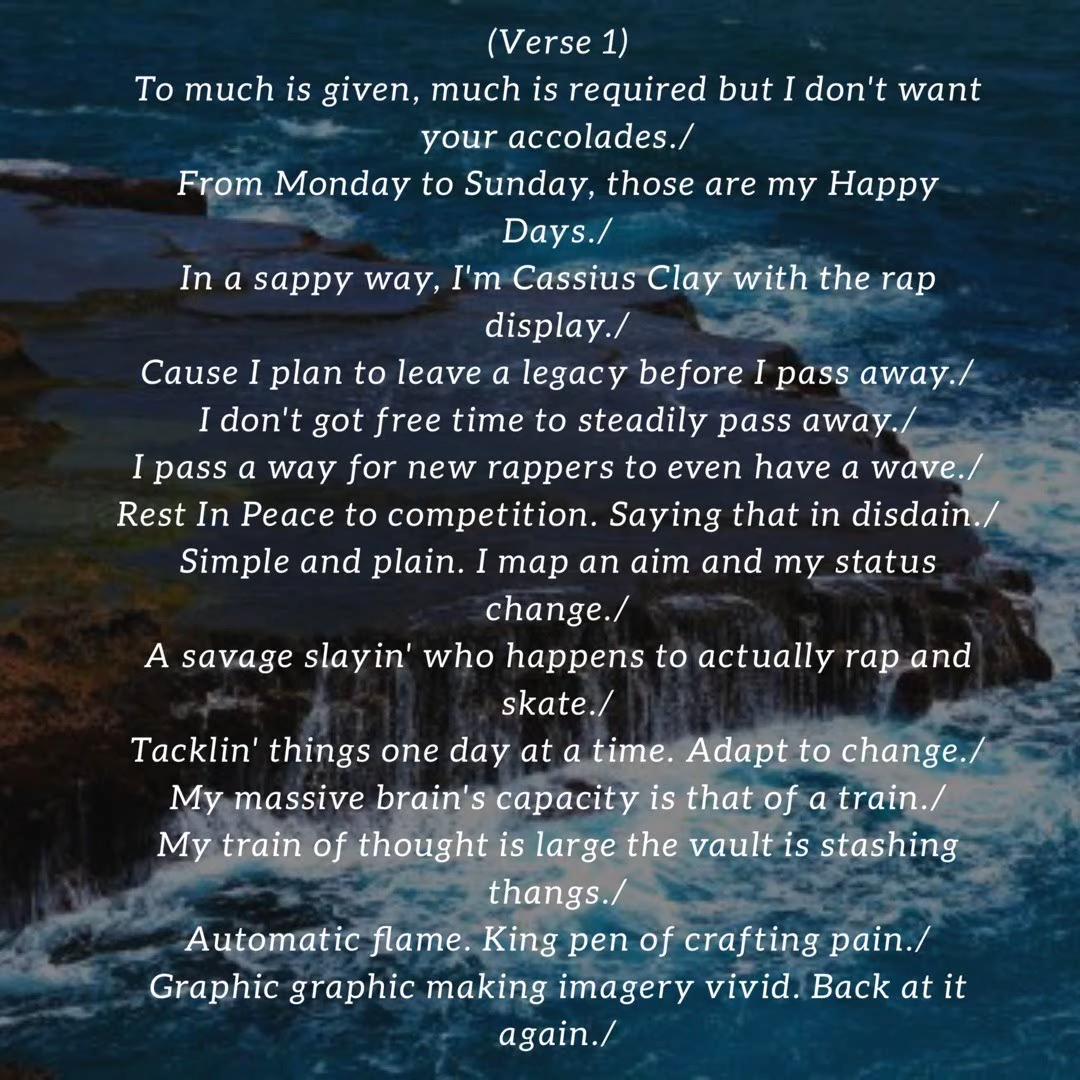 (Verse 1)
To much is given, much is required but I don't want
your accolades./
From Monday to Sunday, those are my Happy
Days./
In a sappy way, I'm Cassius Clay with the rap
display./
Cause I plan to leave a legacy before I pass away./
I don't got free time to steadily pass away./
I pass a way for new rappers to even have a wave./
Rest In Peace to competition. Saying that in disdain./
Simple and plain. I map an aim and my status
change./
A savage slayin' who happens to actually rap and
skate./
Tacklin' things one day at a time. Adapt to change./
My massive brain's capacity is that of a train./
My train of thought is large the vault is stashing
thangs./
Automatic flame. King pen of crafting pain./
Graphic graphic making imagery vivid. Back at it
again./